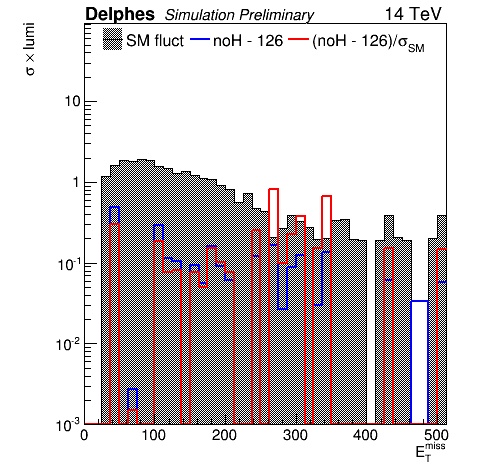 Delphes Simulation Preliminary 14 TeV
σ × lumi
SM fluct noH - 126 (noH - 126)/σ_SM
10
1
10^-1
10^-2
10^-3
0 100 200 300 400 500
E_T^miss